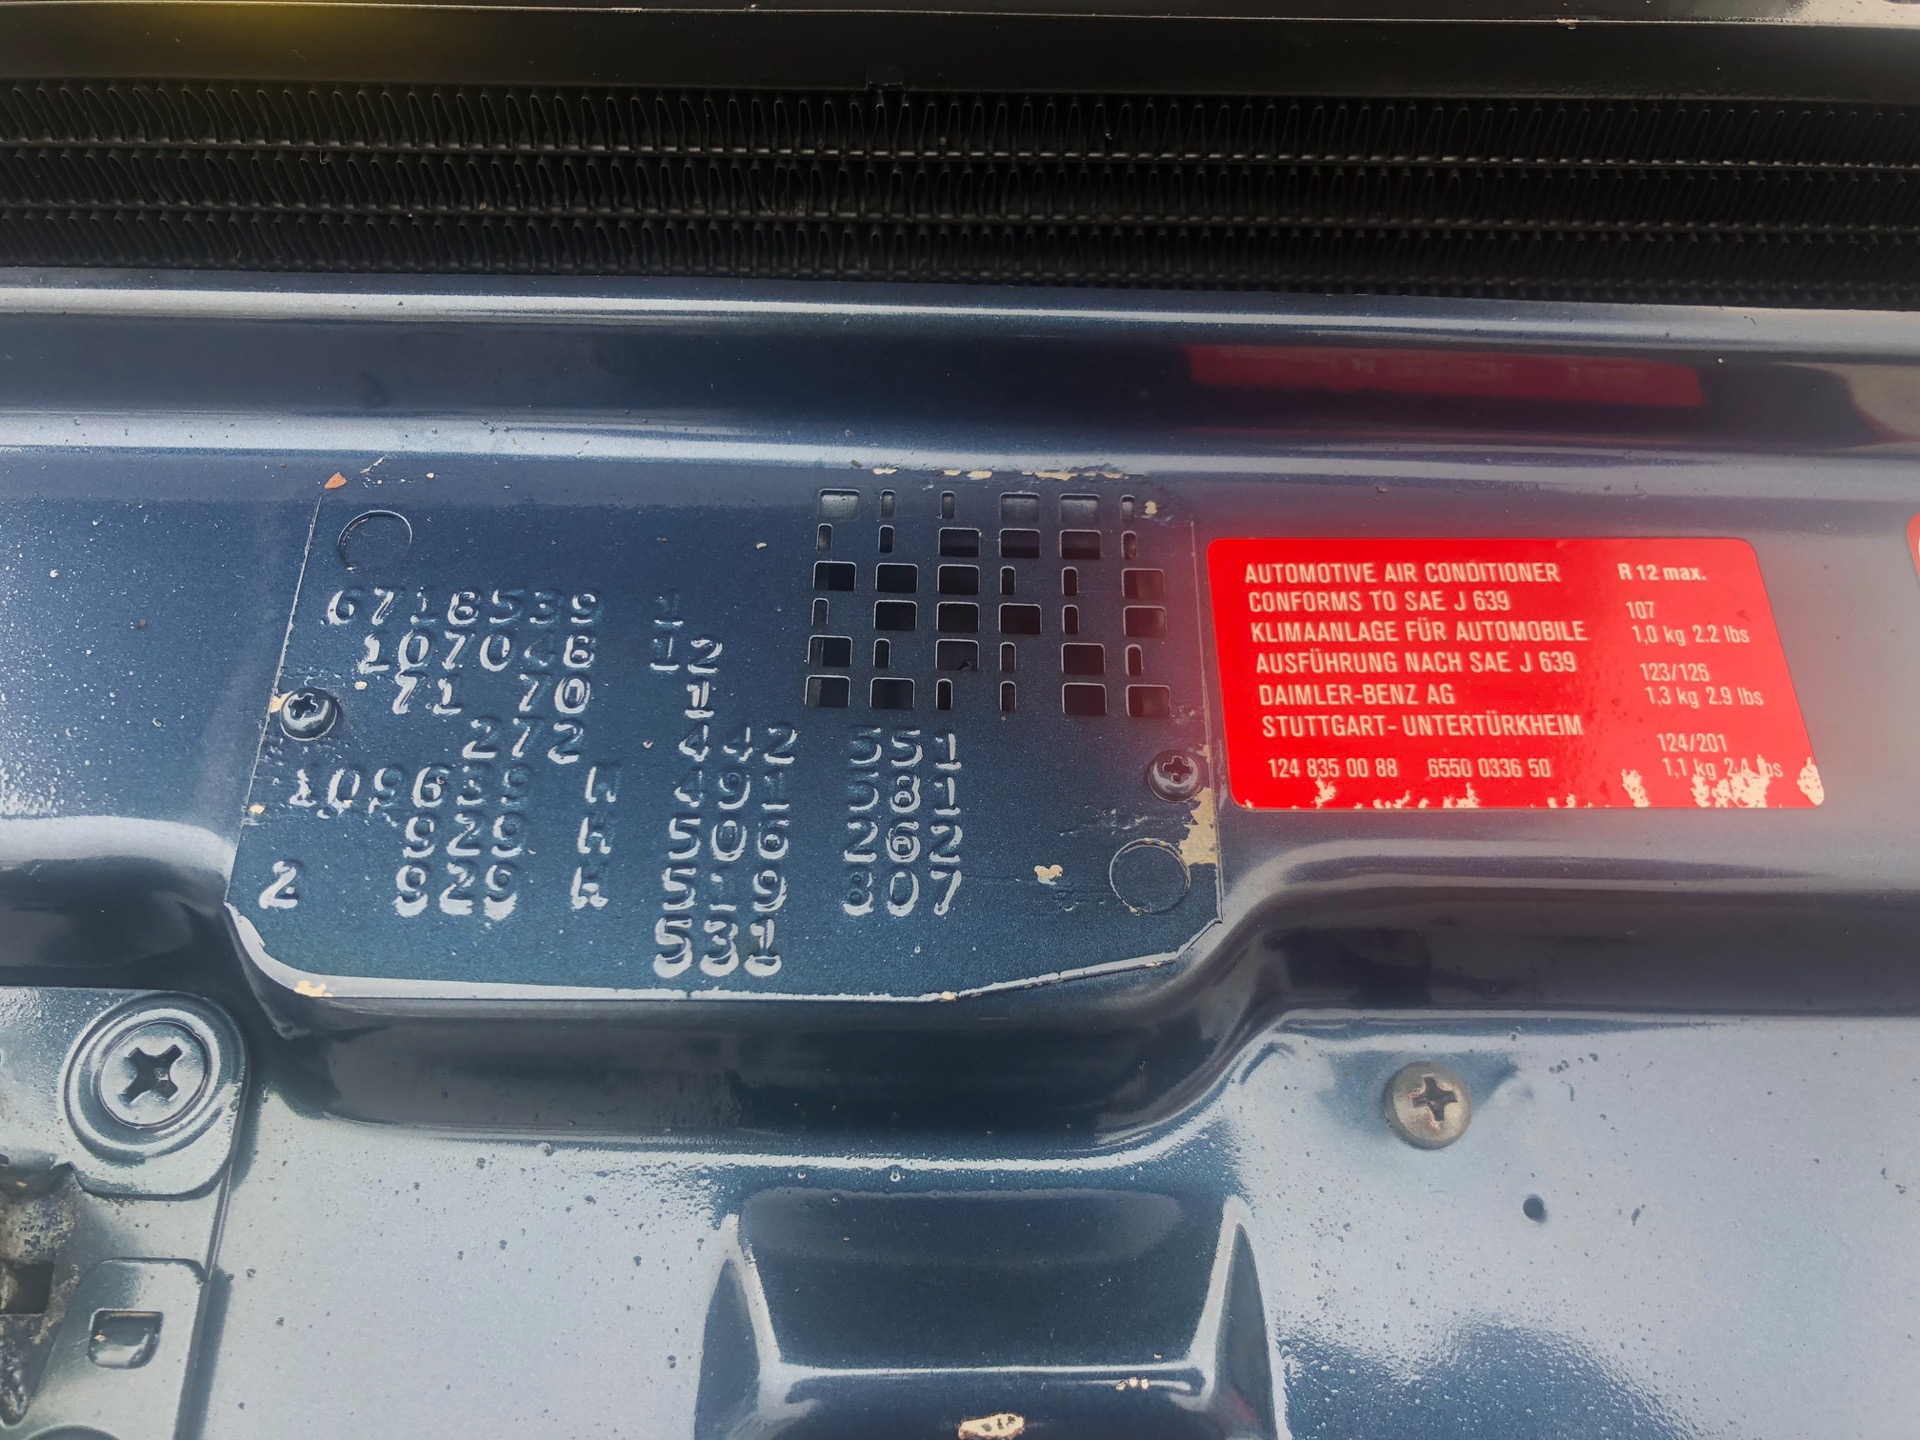 6718539 1
107048 12
71 70 1
272 442 551
109639 H 491 581
929 H 506 262
2 929 H 519 807
531
AUTOMOTIVE AIR CONDITIONER
CONFORMS TO SAE J 639
KLIMAANLAGE FÜR AUTOMOBILE
AUSFÜHRUNG NACH SAE J 639
DAIMLER-BENZ AG
STUTTGART-UNTERTÜRKHEIM
124 835 00 88 6550 0336 50
R 12 max.
107
1,0 kg 2.2 lbs
123/126
1,3 kg 2.9 lbs
124/201
1,1 kg 2.4 lbs